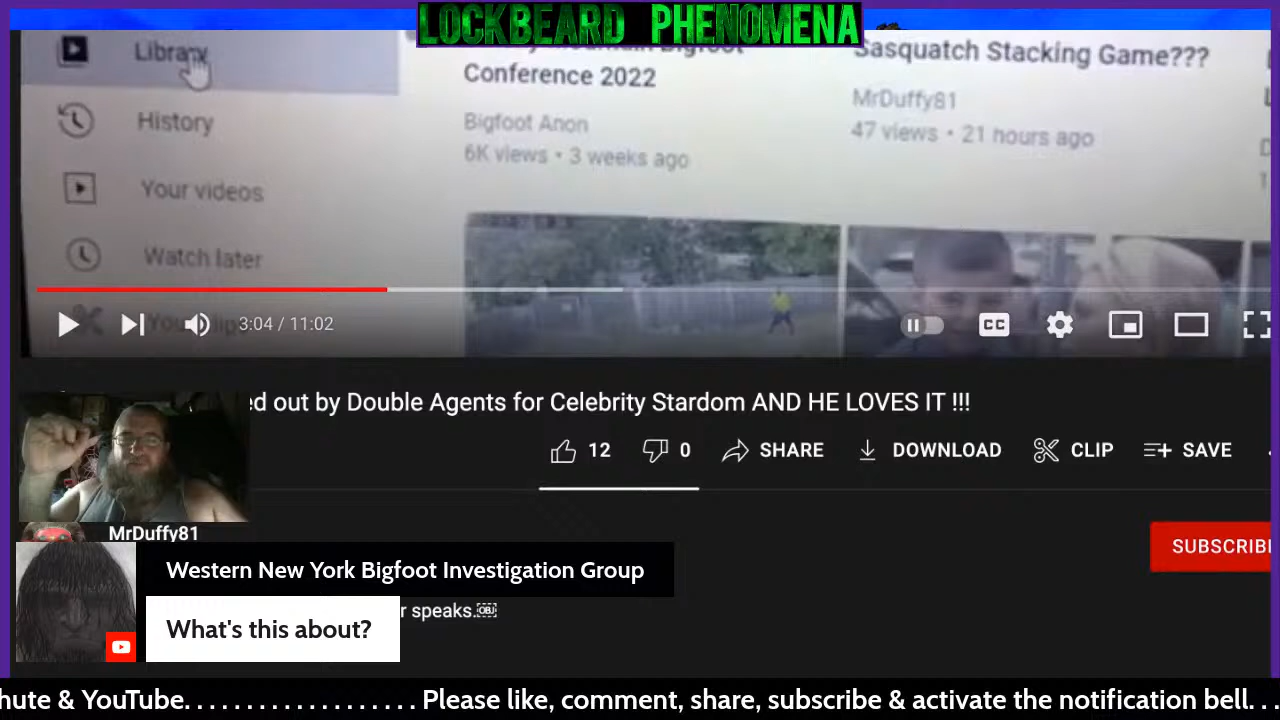 LOCKBEARD PHENOMENA
Library
Conference 2022
Bigfoot Anon
6K views • 3 weeks ago
Sasquatch Stacking Game???
MrDuffy81
47 views • 21 hours ago
History
Your videos
Watch later
3:04 / 11:02
CC
ed out by Double Agents for Celebrity Stardom AND HE LOVES IT !!!
12
0
SHARE
DOWNLOAD
CLIP
SAVE
MrDuffy81
SUBSCRIBE
Western New York Bigfoot Investigation Group
r speaks.
What's this about?
hute & YouTube. . . . . . . . . . . . . . . . . . . Please like, comment, share, subscribe & activate the notification bell. . .